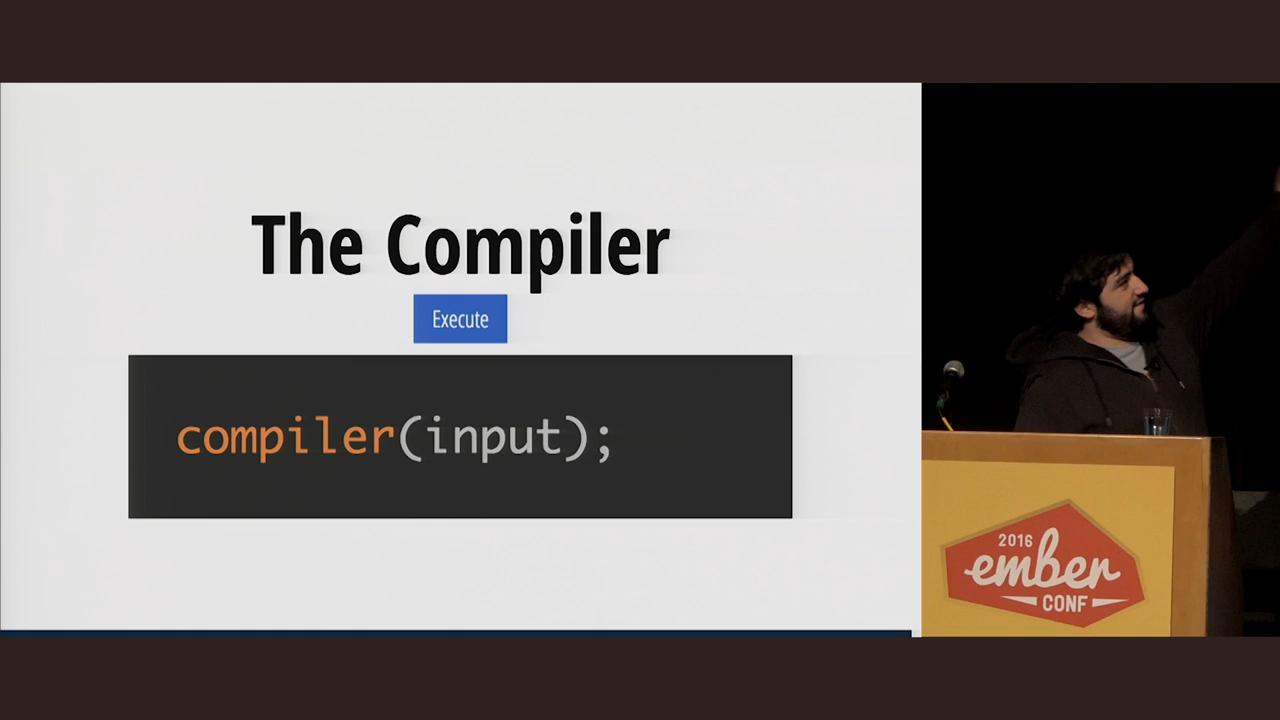 The Compiler
Execute
compiler(input);
2016
ember
CONF